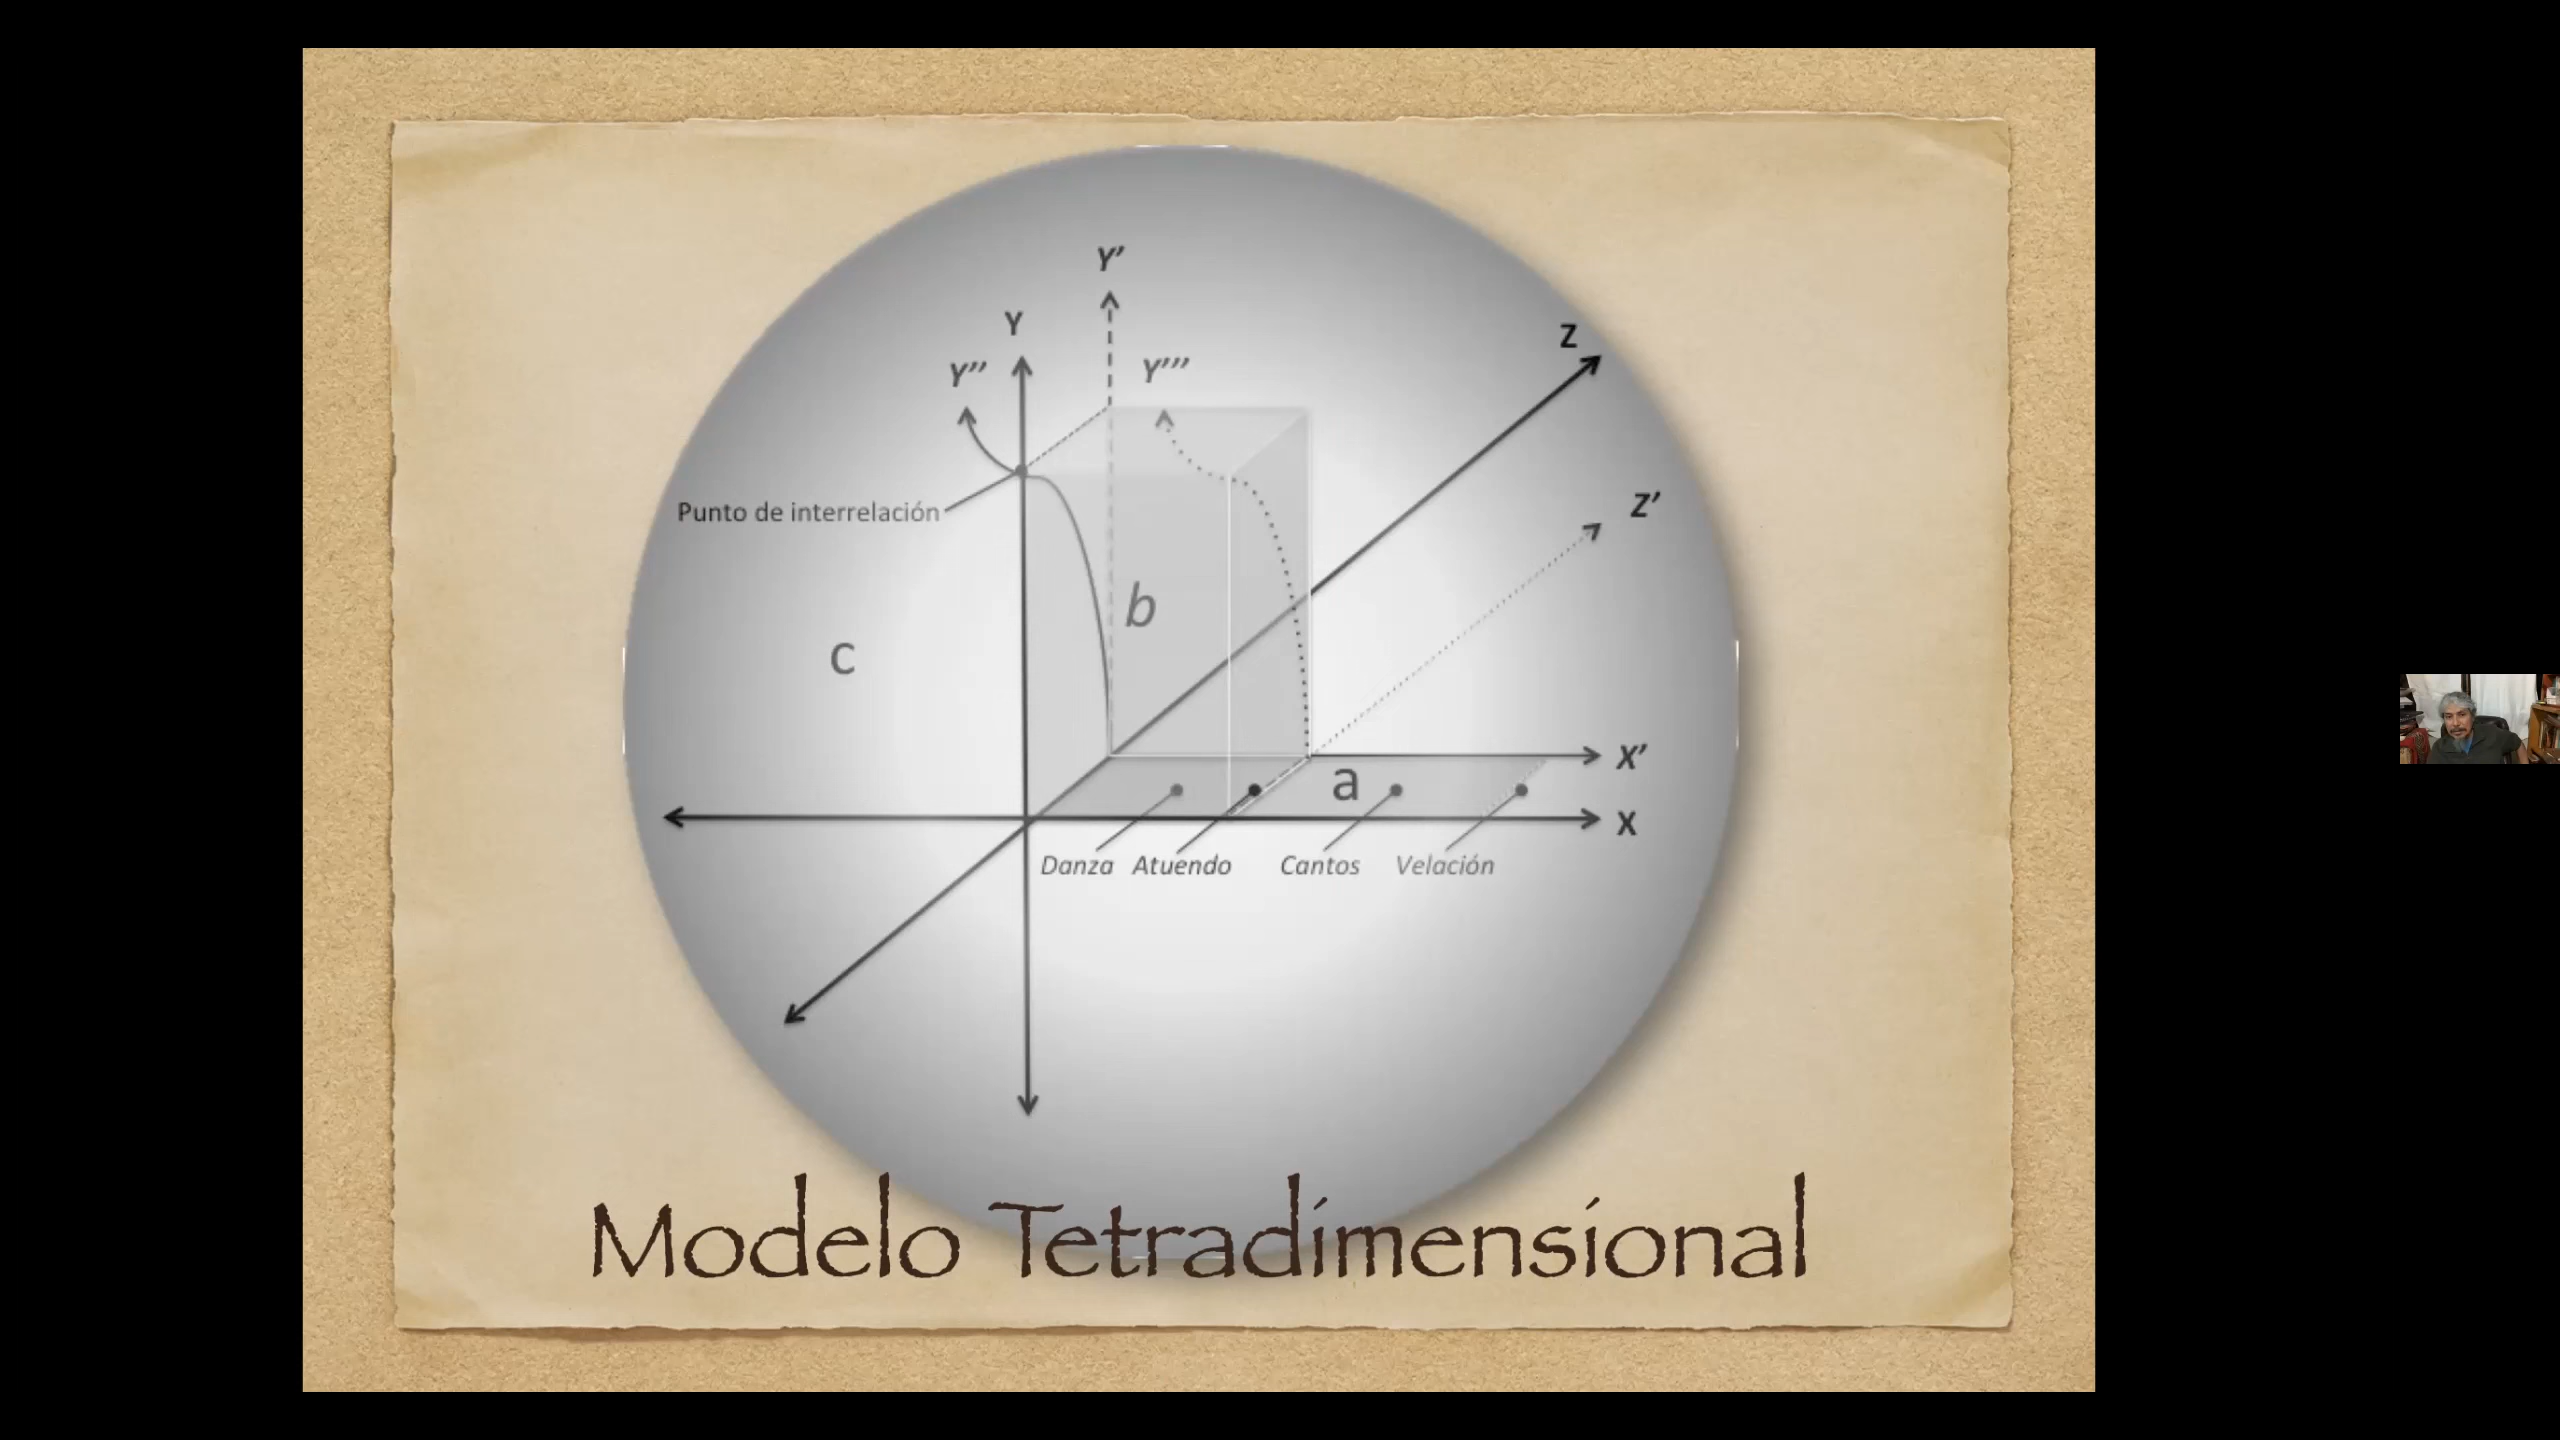 Y’
Y
Z
Y’’
Y’’’
Z’
Punto de interrelación
b
c
X’
a
X
Danza Atuendo Cantos Velación
Modelo Tetradimensional